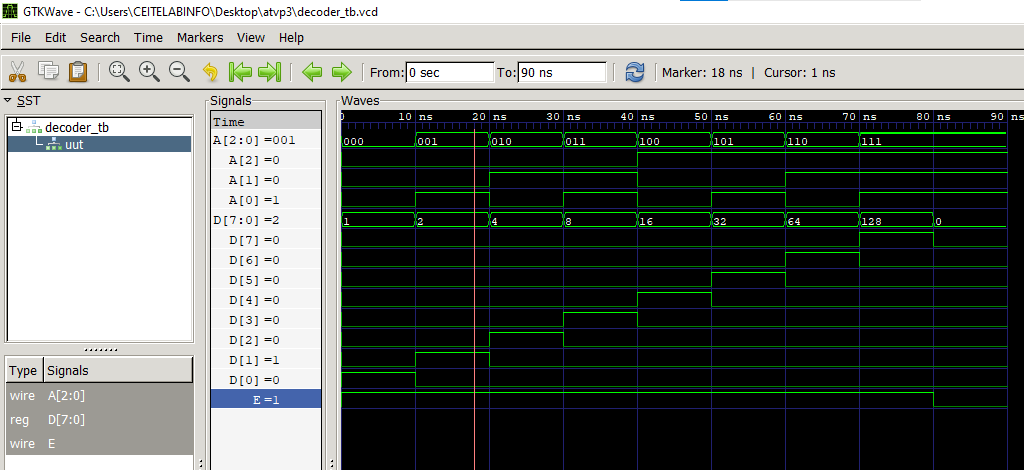 GTKWave - C:\Users\CEITELABINFO\Desktop\atvp3\decoder_tb.vcd
File Edit Search Time Markers View Help
From: 0 sec To: 90 ns Marker: 18 ns | Cursor: 1 ns
SST
decoder_tb
uut
Type Signals
wire A[2:0]
reg D[7:0]
wire E
Signals
Time
A[2:0] =001
A[2] =0
A[1] =0
A[0] =1
D[7:0] =2
D[7] =0
D[6] =0
D[5] =0
D[4] =0
D[3] =0
D[2] =0
D[1] =1
D[0] =0
E =1
Waves
0 10 ns 20 ns 30 ns 40 ns 50 ns 60 ns 70 ns 80 ns 90 ns
000 001 010 011 100 101 110 111
1 2 4 8 16 32 64 128 0